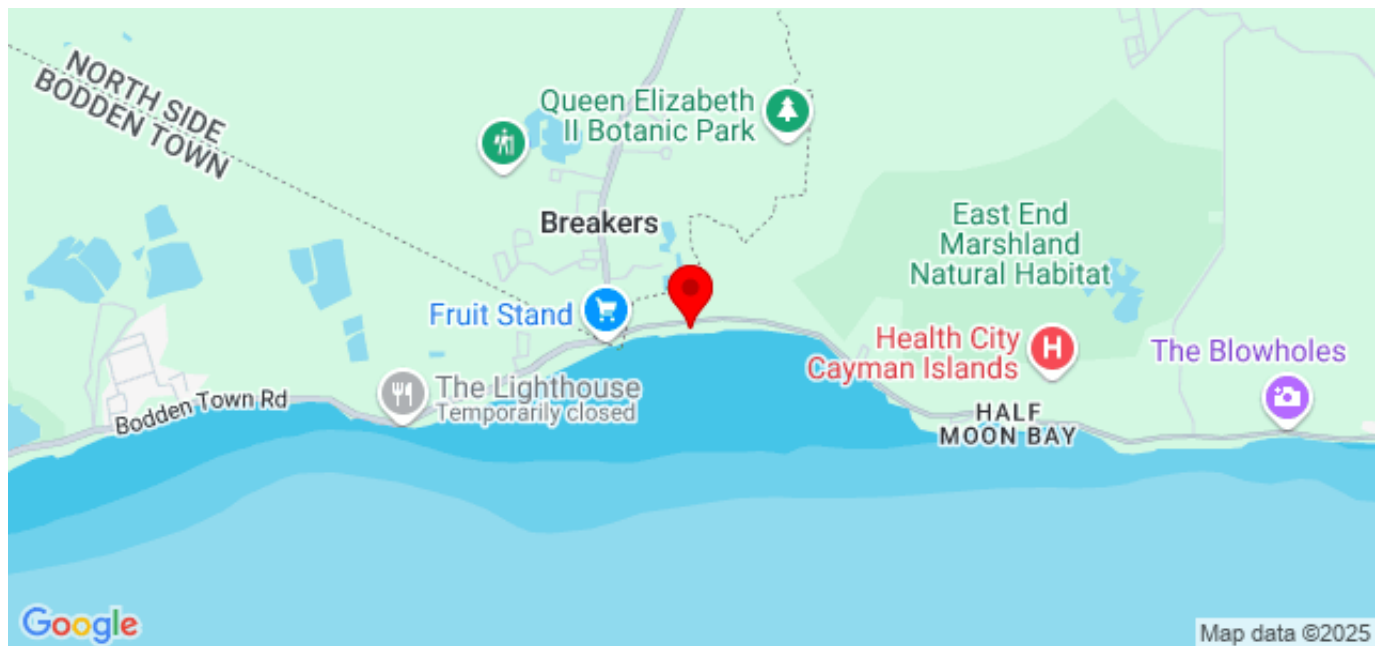 NORTH SIDE
BODDEN TOWN
Queen Elizabeth
II Botanic Park
Breakers
East End
Marshland
Natural Habitat
Fruit Stand
Health City
Cayman Islands
The Blowholes
The Lighthouse
Temporarily closed
Bodden Town Rd
HALF
MOON BAY
Google
Map data ©2025